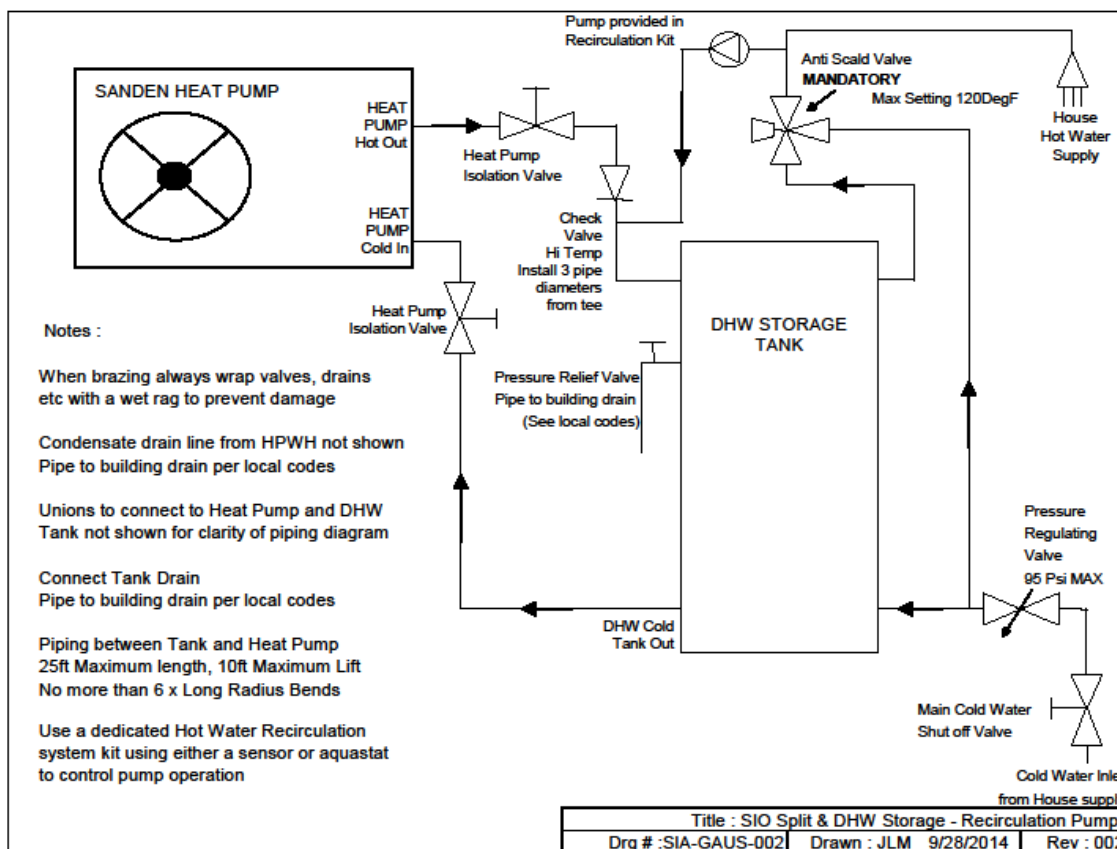 Pump provided in
Recirculation Kit
SANDEN HEAT PUMP
HEAT
PUMP
Hot Out
Heat Pump
Isolation Valve
Anti Scald Valve
MANDATORY
Max Setting 120DegF
House
Hot Water
Supply
HEAT
PUMP
Cold In
Check
Valve
Hi Temp
Install 3 pipe
diameters
from tee
Heat Pump
Isolation Valve
DHW STORAGE
TANK
Pressure Relief Valve
Pipe to building drain
(See local codes)
Notes :
When brazing always wrap valves, drains
etc with a wet rag to prevent damage
Condensate drain line from HPWH not shown
Pipe to building drain per local codes
Unions to connect to Heat Pump and DHW
Tank not shown for clarity of piping diagram
Connect Tank Drain
Pipe to building drain per local codes
Piping between Tank and Heat Pump
25ft Maximum length, 10ft Maximum Lift
No more than 6 x Long Radius Bends
Use a dedicated Hot Water Recirculation
system kit using either a sensor or aquastat
to control pump operation
DHW Cold
Tank Out
Pressure
Regulating
Valve
95 Psi MAX
Main Cold Water
Shut off Valve
Cold Water Inle
from House suppl
Title : SIO Split & DHW Storage - Recirculation Pump
Drg # :SIA-GAUS-002 Drawn : JLM 9/28/2014 Rev :